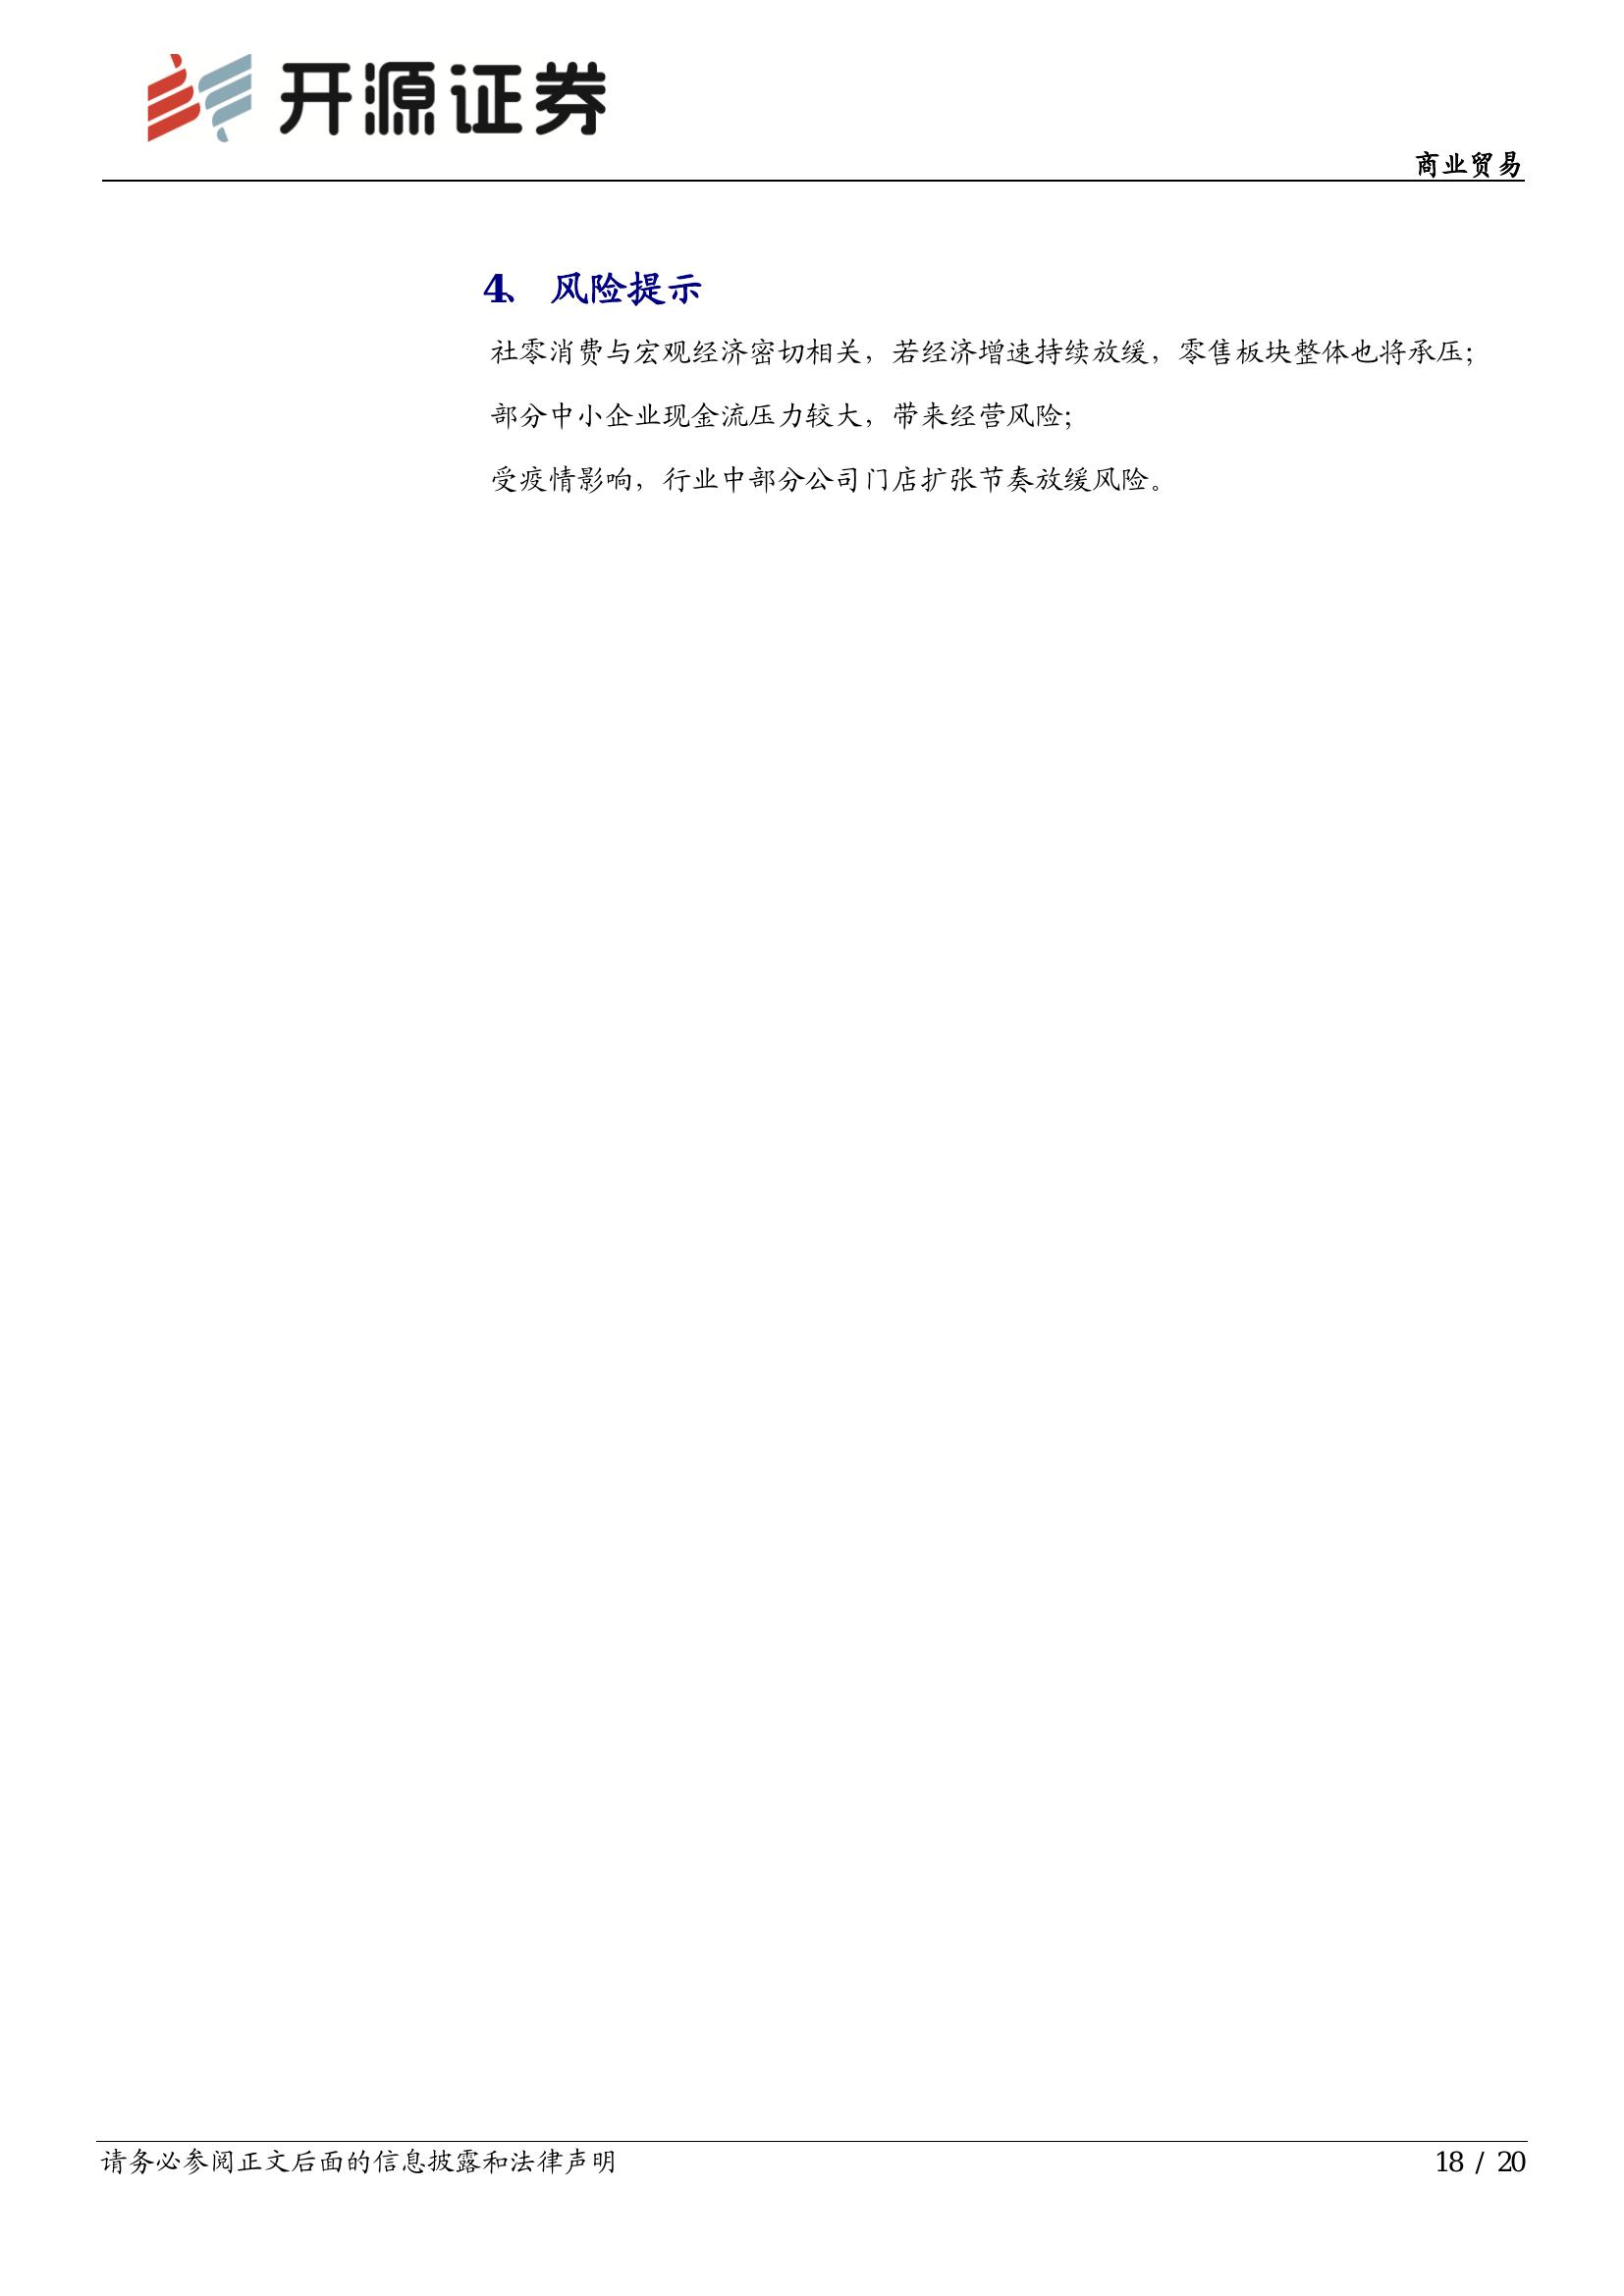 开源证券
商业贸易
4、 风险提示
社零消费与宏观经济密切相关，若经济增速持续放缓，零售板块整体也将承压；
部分中小企业现金流压力较大，带来经营风险；
受疫情影响，行业中部分公司门店扩张节奏放缓风险。
请务必参阅正文后面的信息披露和法律声明
18 / 20